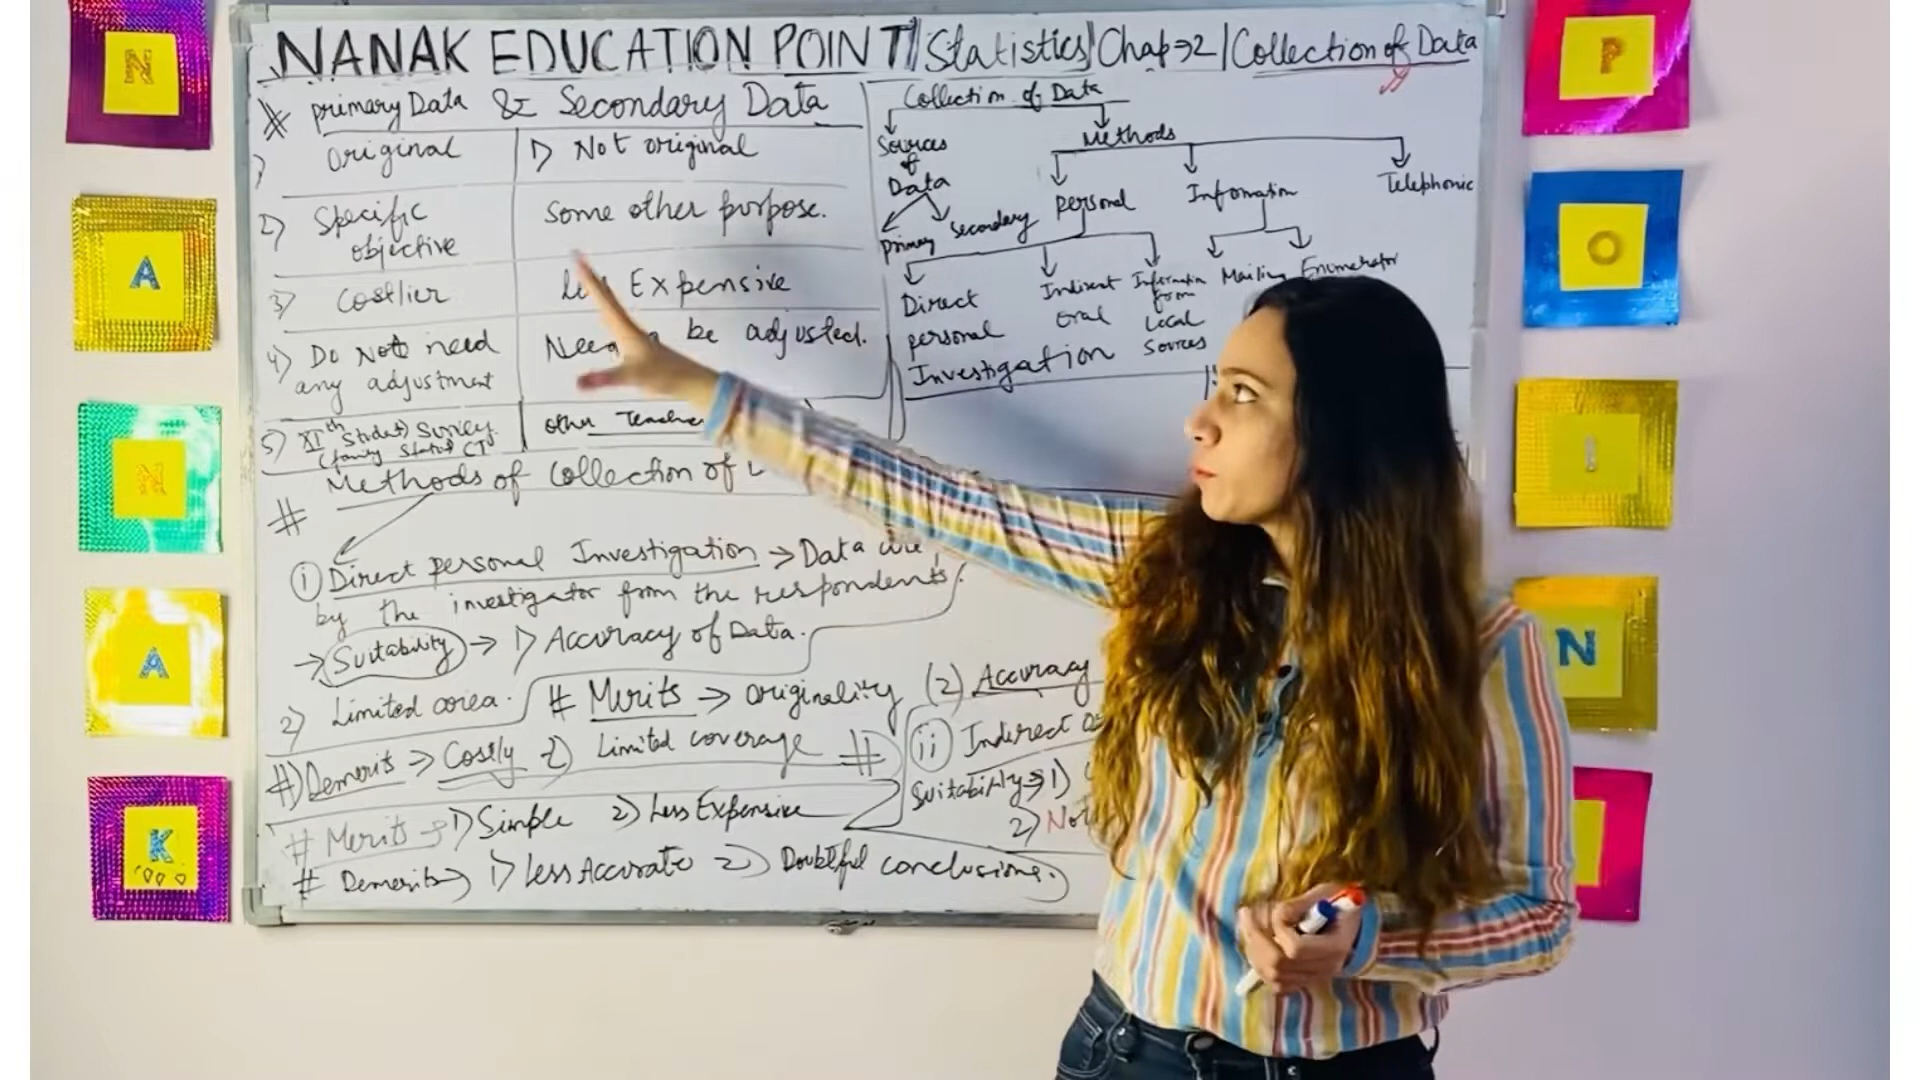 NANAK EDUCATION POINT | Statistics | Chap→2 | Collection of Data
primary Data & Secondary Data
Original
1) Not original
2) Specific objective
some other purpose.
3) Costlier
Expensive
4) Do Not need
any adjustment
Need be adjusted.
5) XIth Student) Survey.
other Teacher
Collection of Data
Sources
of
Data
Primary Secondary
Methods
Personal Information Telephonic
Direct
personal
Investigation
Indirect
oral
Information
from
Local
Sources
Mailing Enumerator
# Methods of Collection of
(i) Direct personal Investigation → Data are
by the investigator from the respondents.
→ Suitability → 1) Accuracy of Data.
2) Limited area.
# Merits → originality (2) Accuracy
#) Demerits → Costly 2) Limited coverage #
(ii) Indirect
Suitability → 1)
2) Not
# Merits → 1) Simple 2) Less Expensive
# Demerits → 1) Less Accurate 2) Doubtful conclusions.
N
A
N
A
K
P
O
I
N